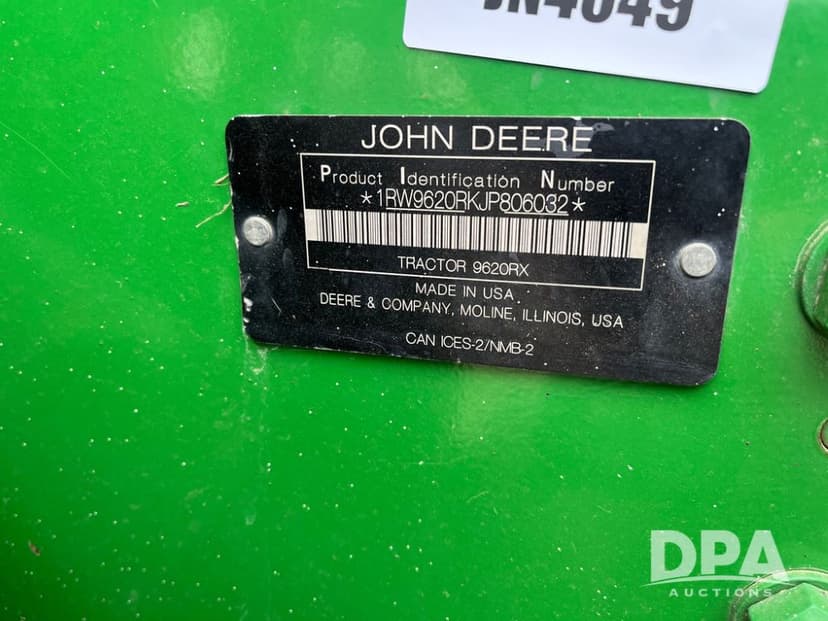 JN4049
JOHN DEERE
Product Identification Number
*1RW9620RKJP806032*
TRACTOR 9620RX
MADE IN USA
DEERE & COMPANY, MOLINE, ILLINOIS, USA
CAN ICES-2/NMB-2
DPA
AUCTIONS